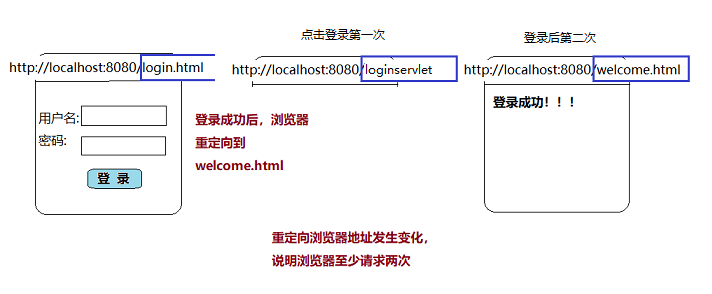 点击登录第一次
登录后第二次
http://localhost:8080/login.html
http://localhost:8080/loginservlet
http://localhost:8080/welcome.html
用户名:
密码:
登 录
登录成功后，浏览器
重定向到
welcome.html
登录成功！！！
重定向浏览器地址发生变化，
说明浏览器至少请求两次